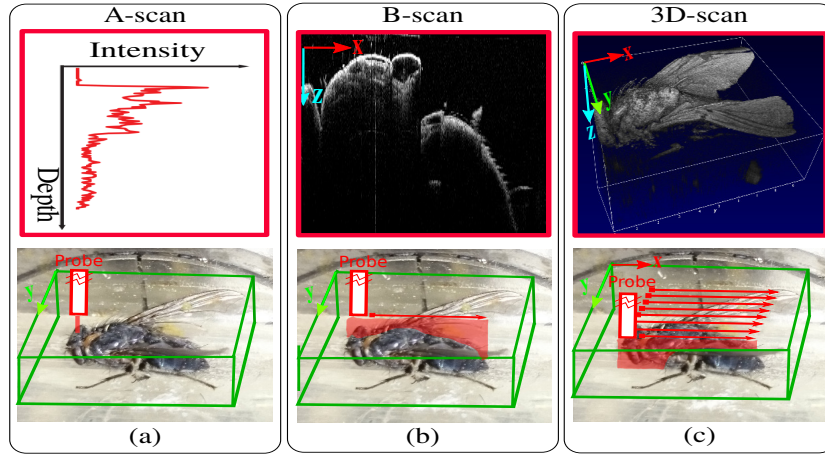 A-scan
Intensity
Depth
Probe
Y
(a)
B-scan
X
Z
Probe
Y
(b)
3D-scan
X
y
Z
X
Probe
Y
(c)